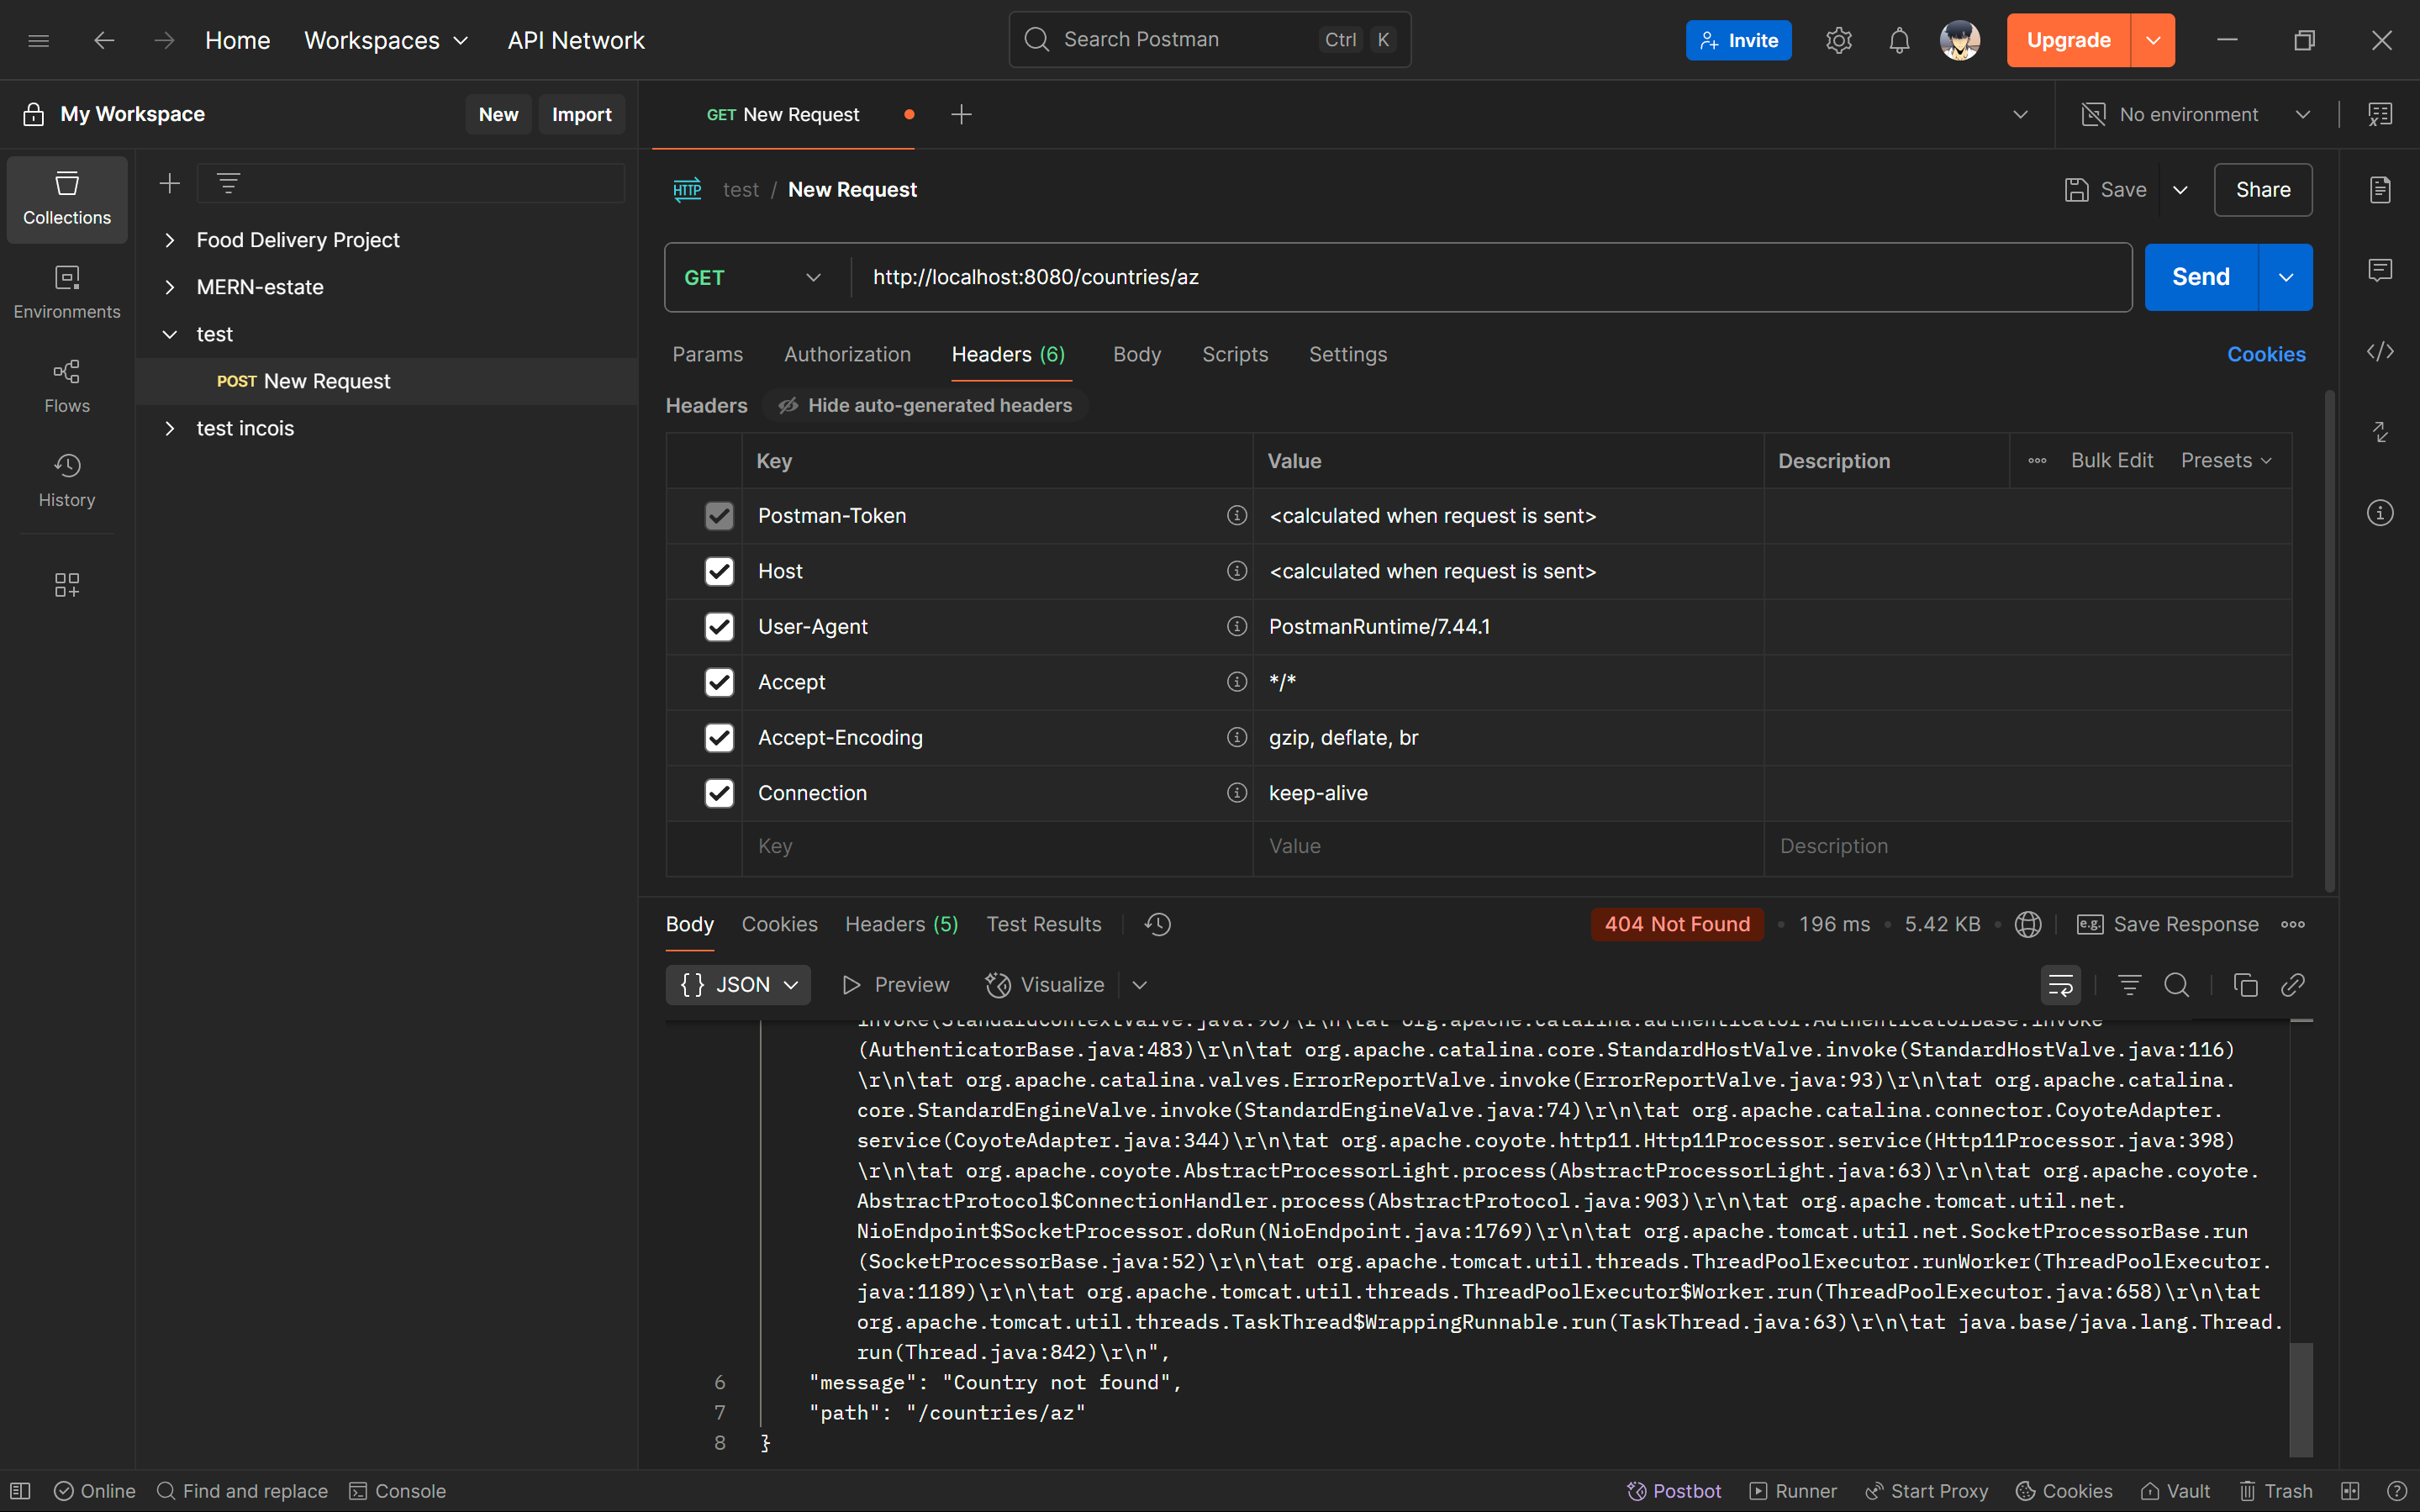 Home
Workspaces
API Network
Search Postman
Ctrl
K
Invite
Upgrade
My Workspace
New
Import
GET New Request
No environment
Collections
Environments
Flows
History
Food Delivery Project
MERN-estate
test
POST New Request
test incois
HTTP
test / New Request
Save
Share
GET
http://localhost:8080/countries/az
Send
Params
Authorization
Headers (6)
Body
Scripts
Settings
Cookies
Headers
Hide auto-generated headers
Key
Value
Description
Bulk Edit
Presets
Postman-Token
<calculated when request is sent>
Host
<calculated when request is sent>
User-Agent
PostmanRuntime/7.44.1
Accept
*/*
Accept-Encoding
gzip, deflate, br
Connection
keep-alive
Key
Value
Description
Body
Cookies
Headers (5)
Test Results
404 Not Found
196 ms
5.42 KB
e.g.
Save Response
{} JSON
Preview
Visualize
invoke(StandardContextValve.java:90)\r\n\tat org.apache.catalina.authenticator.AuthenticatorBase.invoke
(AuthenticatorBase.java:483)\r\n\tat org.apache.catalina.core.StandardHostValve.invoke(StandardHostValve.java:116)
\r\n\tat org.apache.catalina.valves.ErrorReportValve.invoke(ErrorReportValve.java:93)\r\n\tat org.apache.catalina.
core.StandardEngineValve.invoke(StandardEngineValve.java:74)\r\n\tat org.apache.catalina.connector.CoyoteAdapter.
service(CoyoteAdapter.java:344)\r\n\tat org.apache.coyote.http11.Http11Processor.service(Http11Processor.java:398)
\r\n\tat org.apache.coyote.AbstractProcessorLight.process(AbstractProcessorLight.java:63)\r\n\tat org.apache.coyote.
AbstractProtocol$ConnectionHandler.process(AbstractProtocol.java:903)\r\n\tat org.apache.tomcat.util.net.
NioEndpoint$SocketProcessor.doRun(NioEndpoint.java:1769)\r\n\tat org.apache.tomcat.util.net.SocketProcessorBase.run
(SocketProcessorBase.java:52)\r\n\tat org.apache.tomcat.util.threads.ThreadPoolExecutor.runWorker(ThreadPoolExecutor.
java:1189)\r\n\tat org.apache.tomcat.util.threads.ThreadPoolExecutor$Worker.run(ThreadPoolExecutor.java:658)\r\n\tat
org.apache.tomcat.util.threads.TaskThread$WrappingRunnable.run(TaskThread.java:63)\r\n\tat java.base/java.lang.Thread.
run(Thread.java:842)\r\n",
6 "message": "Country not found",
7 "path": "/countries/az"
8 }
Online
Find and replace
Console
Postbot
Runner
Start Proxy
Cookies
Vault
Trash